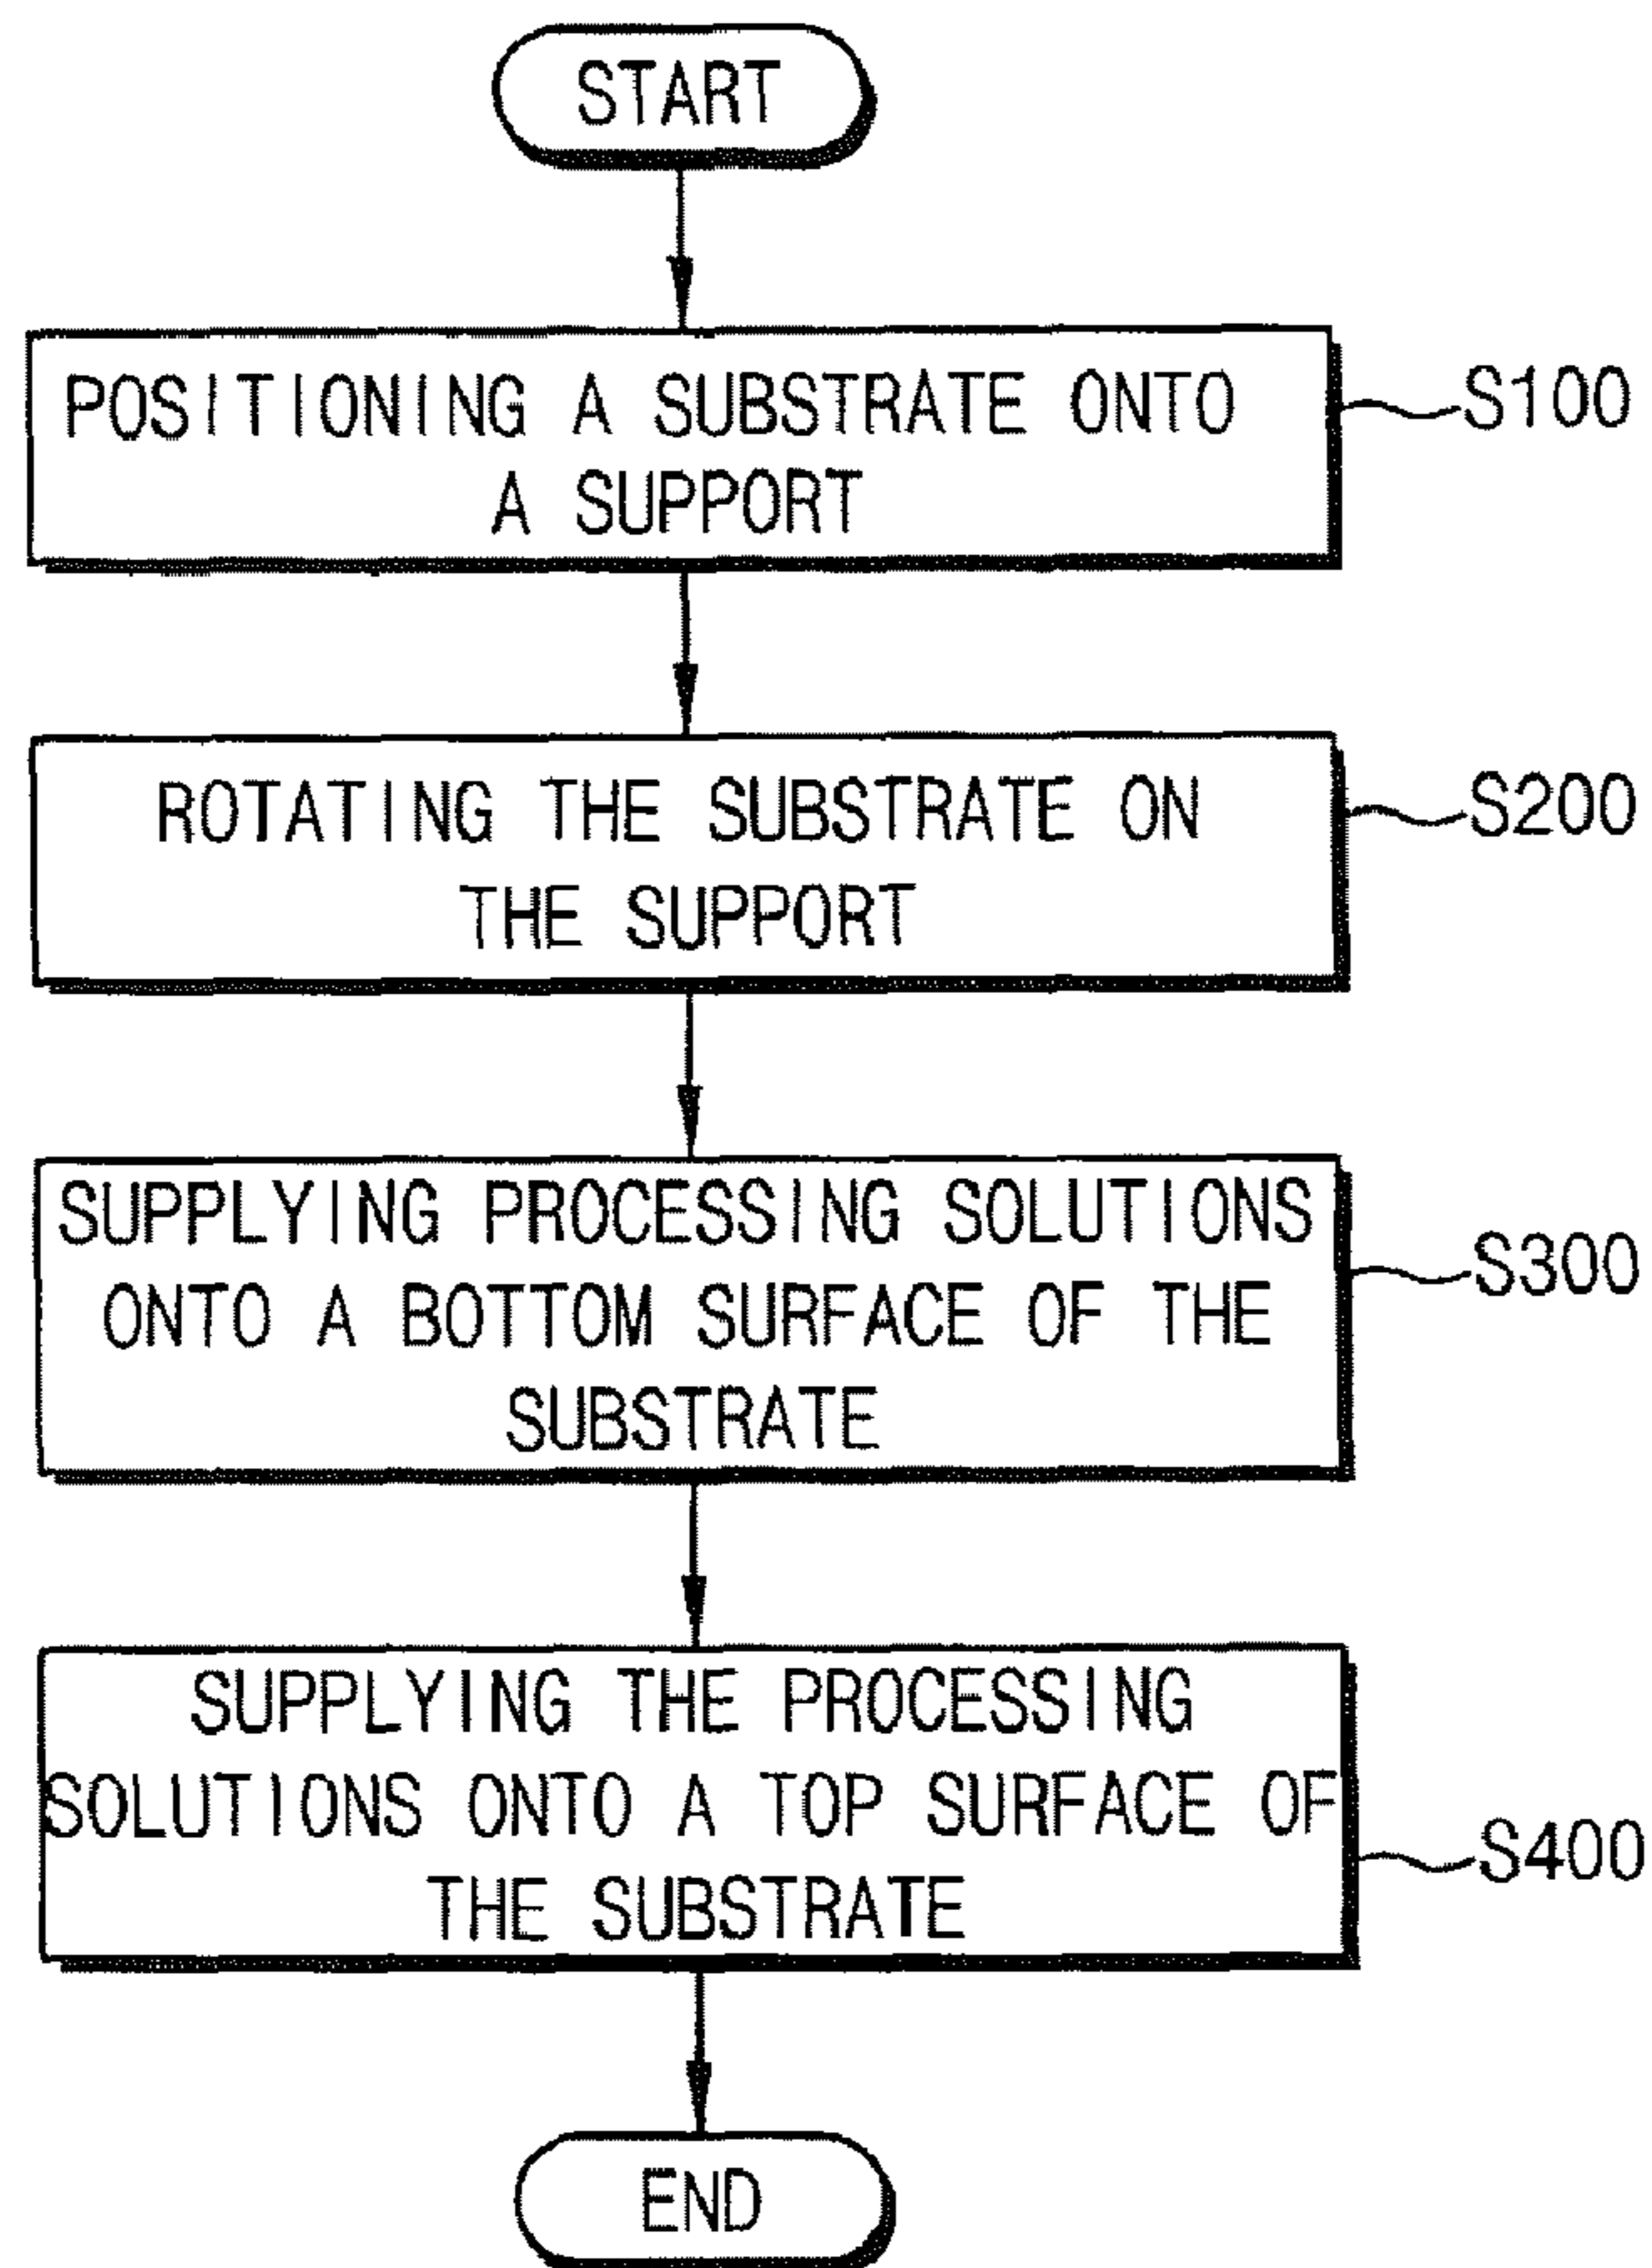 START
POSITIONING A SUBSTRATE ONTO
A SUPPORT
S100
ROTATING THE SUBSTRATE ON
THE SUPPORT
S200
SUPPLYING PROCESSING SOLUTIONS
ONTO A BOTTOM SURFACE OF THE
SUBSTRATE
S300
SUPPLYING THE PROCESSING
SOLUTIONS ONTO A TOP SURFACE OF
THE SUBSTRATE
S400
END